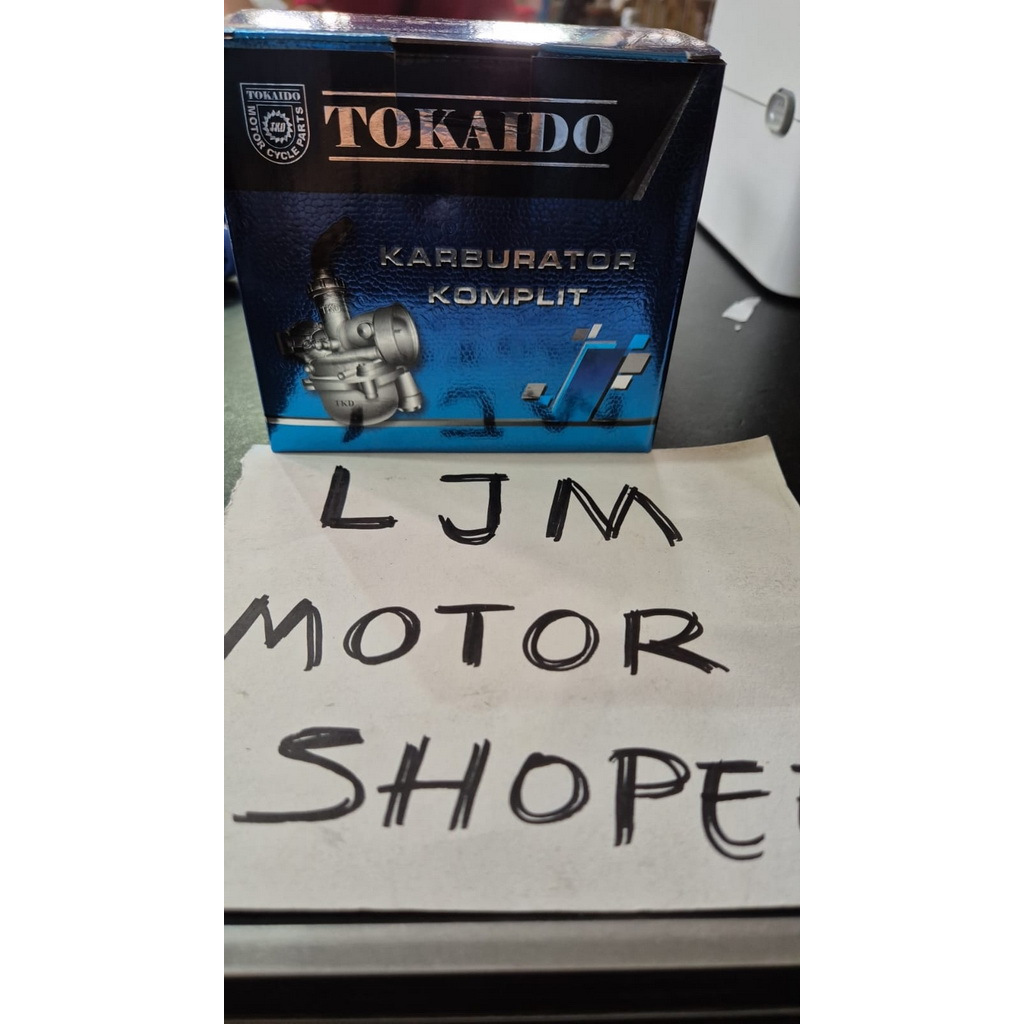 TOKAIDO
TKD
MOTOR CYCLE PARTS
TOKAIDO
KARBURATOR
KOMPLIT
TKD
LJM
MOTOR
SHOPE